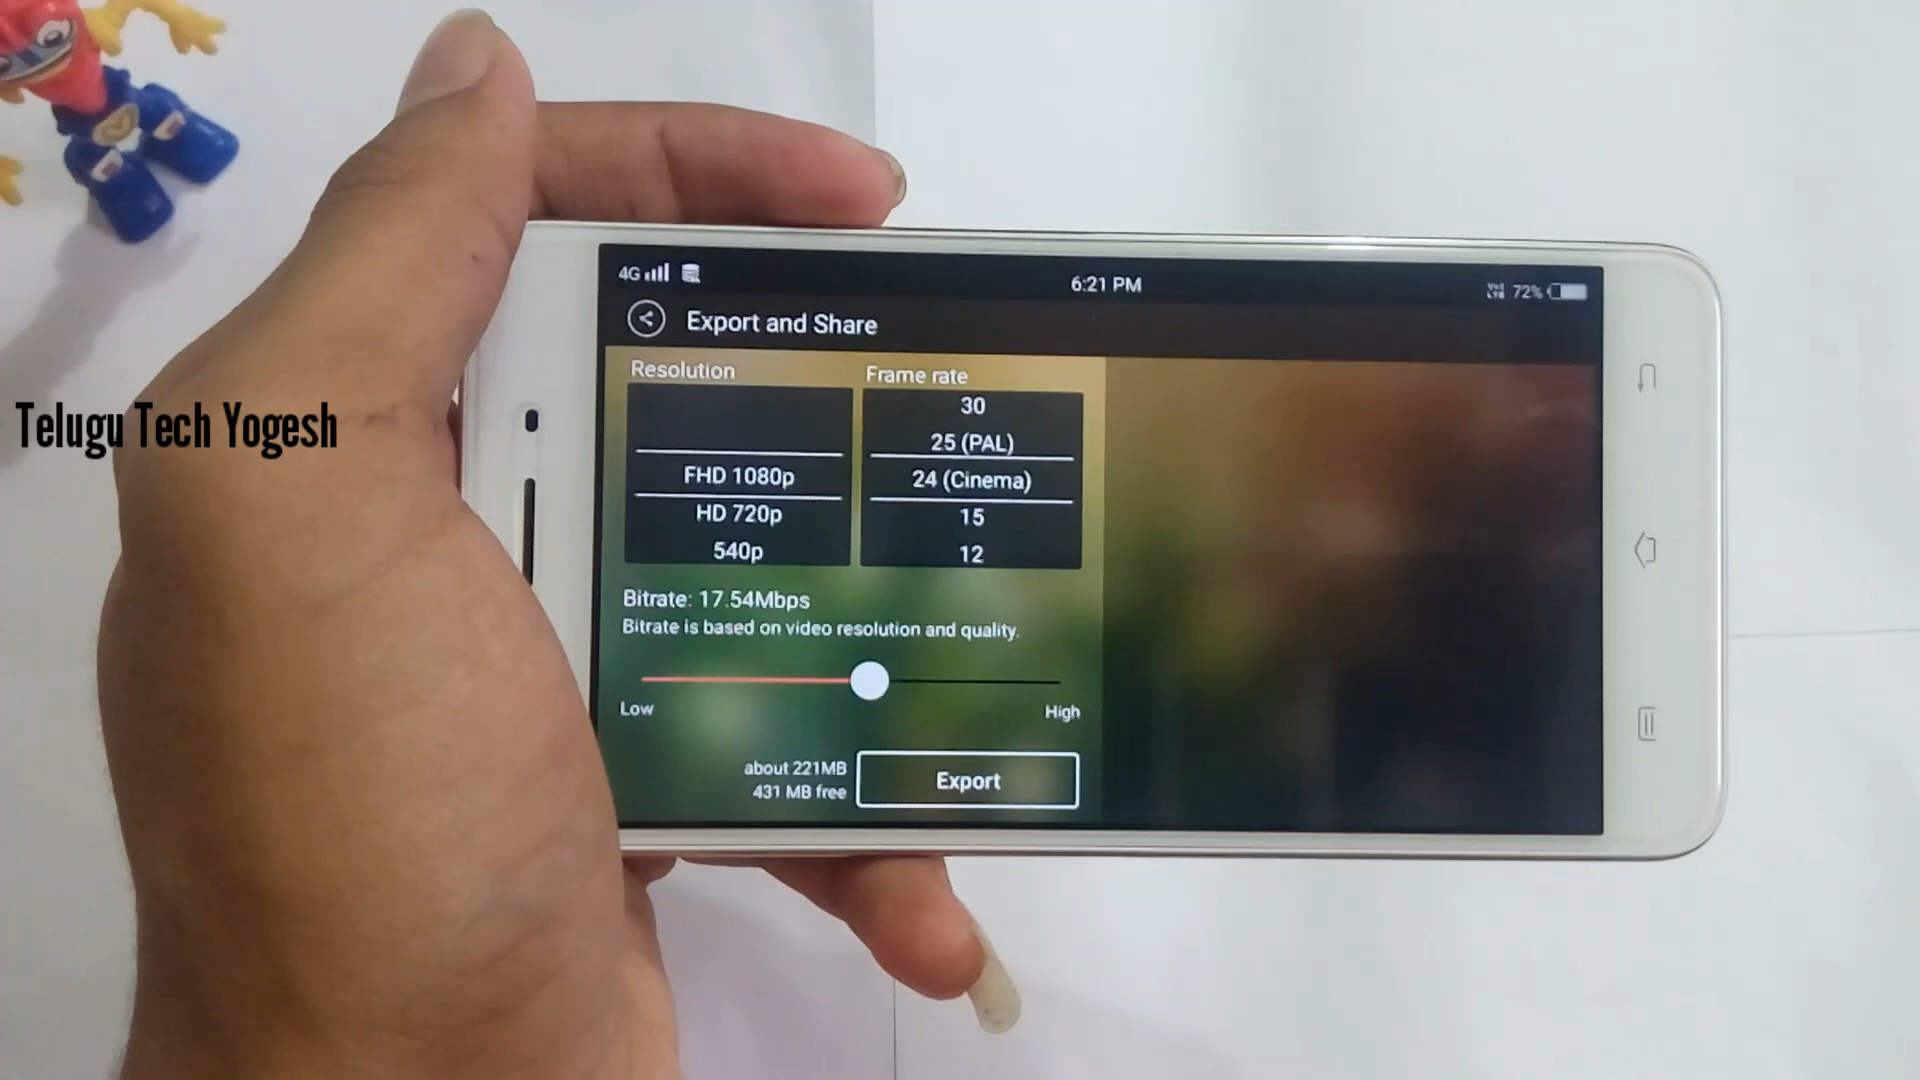 4G
6:21 PM
72%
Export and Share
Resolution
Frame rate
FHD 1080p
HD 720p
540p
30
25 (PAL)
24 (Cinema)
15
12
Bitrate: 17.54Mbps
Bitrate is based on video resolution and quality.
Low
High
about 221MB
431 MB free
Export
Telugu Tech Yogesh